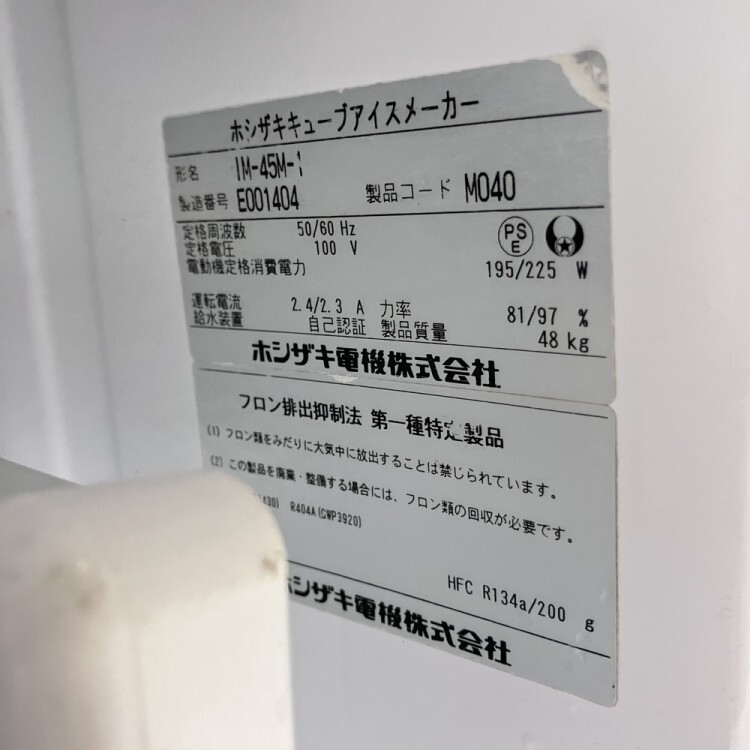 ホシザキキューブアイスメーカー
形名 IM-45M-1
製造番号 E001404 製品コード M040
定格周波数 50/60 Hz
定格電圧 100 V
PS E
電動機定格消費電力 195/225 W
運転電流 2.4/2.3 A 力率 81/97 %
給水装置 自己認証 製品質量 48 kg
ホシザキ電機株式会社
フロン排出抑制法 第一種特定製品
(1) フロン類をみだりに大気中に放出することは禁じられています。
(2) この製品を廃棄・整備する場合には、フロン類の回収が必要です。
430) R404A(GWP3920)
HFC R134a/200 g
ホシザキ電機株式会社